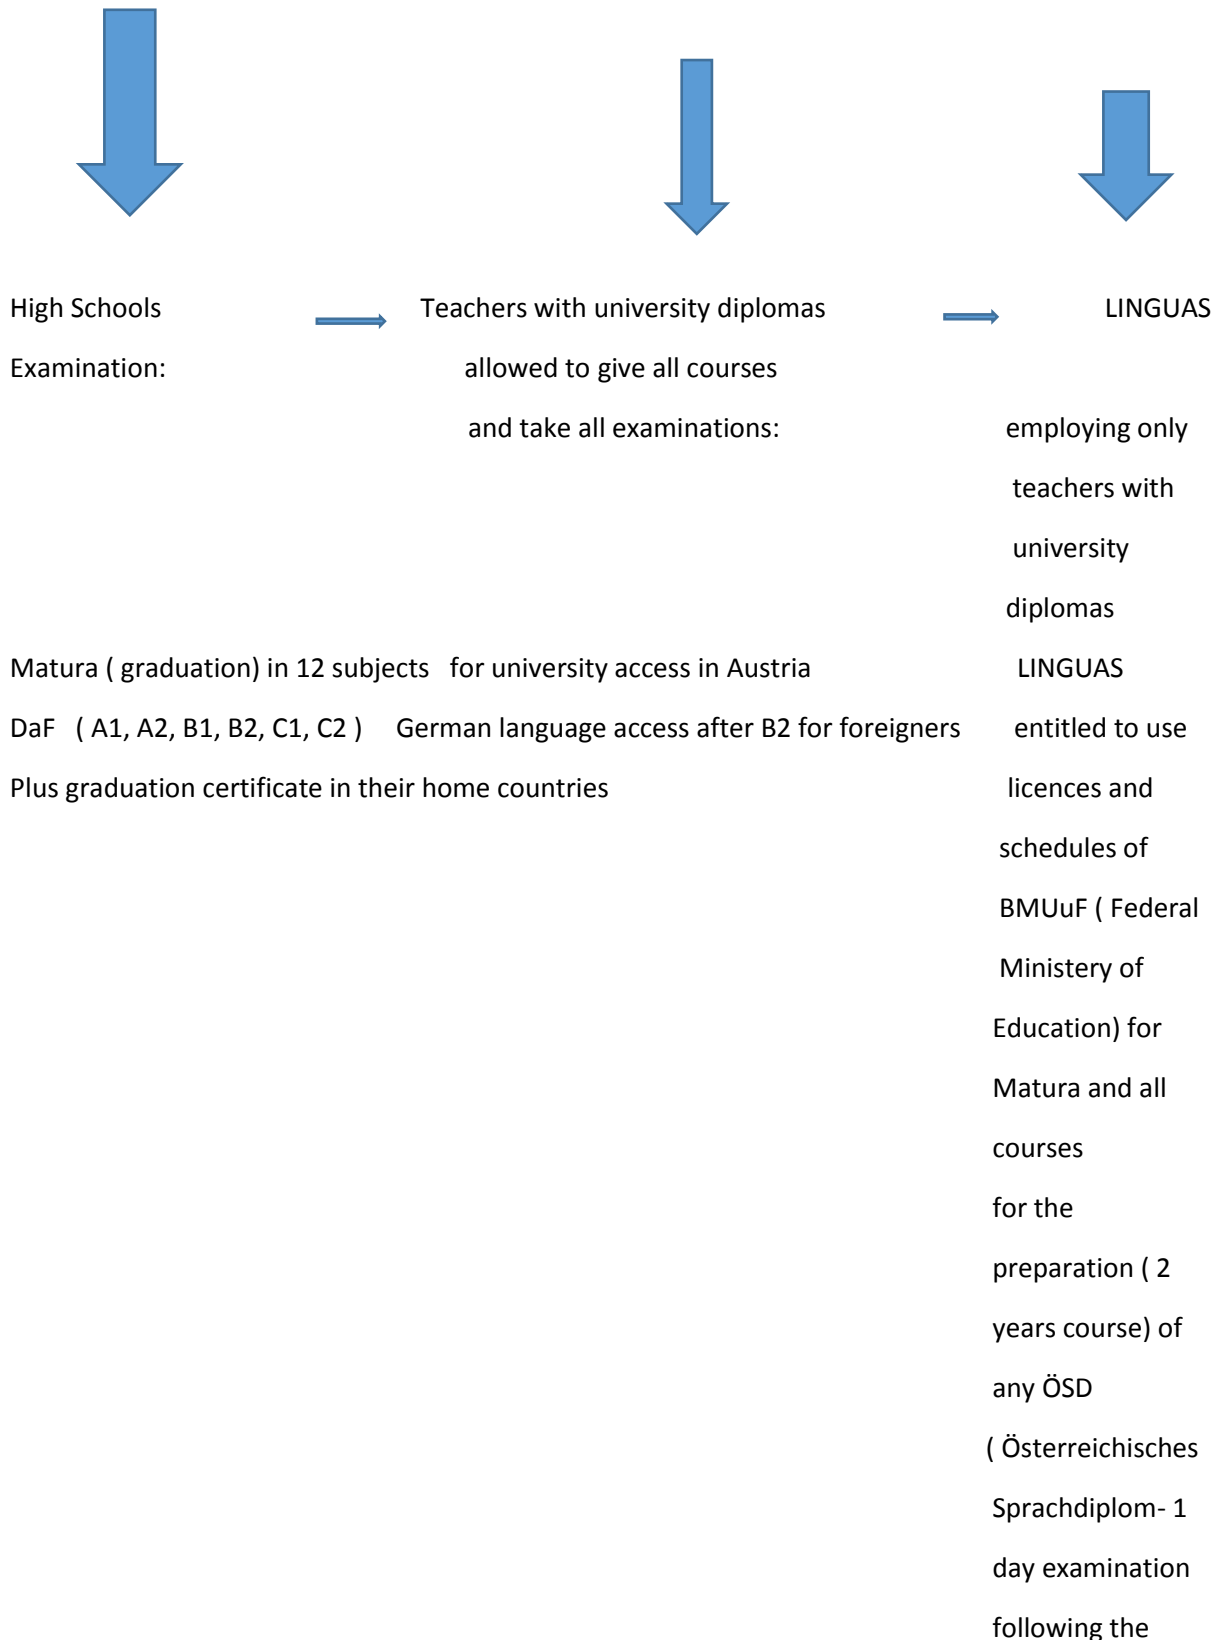 High Schools Teachers with university diplomas LINGUAS
Examination: allowed to give all courses
and take all examinations: employing only
teachers with
university
diplomas
Matura ( graduation) in 12 subjects for university access in Austria LINGUAS
DaF ( A1, A2, B1, B2, C1, C2 ) German language access after B2 for foreigners entitled to use
Plus graduation certificate in their home countries licences and
schedules of
BMUuF ( Federal
Ministery of
Education) for
Matura and all
courses
for the
preparation ( 2
years course) of
any ÖSD
( Österreichisches
Sprachdiplom- 1
day examination
following the